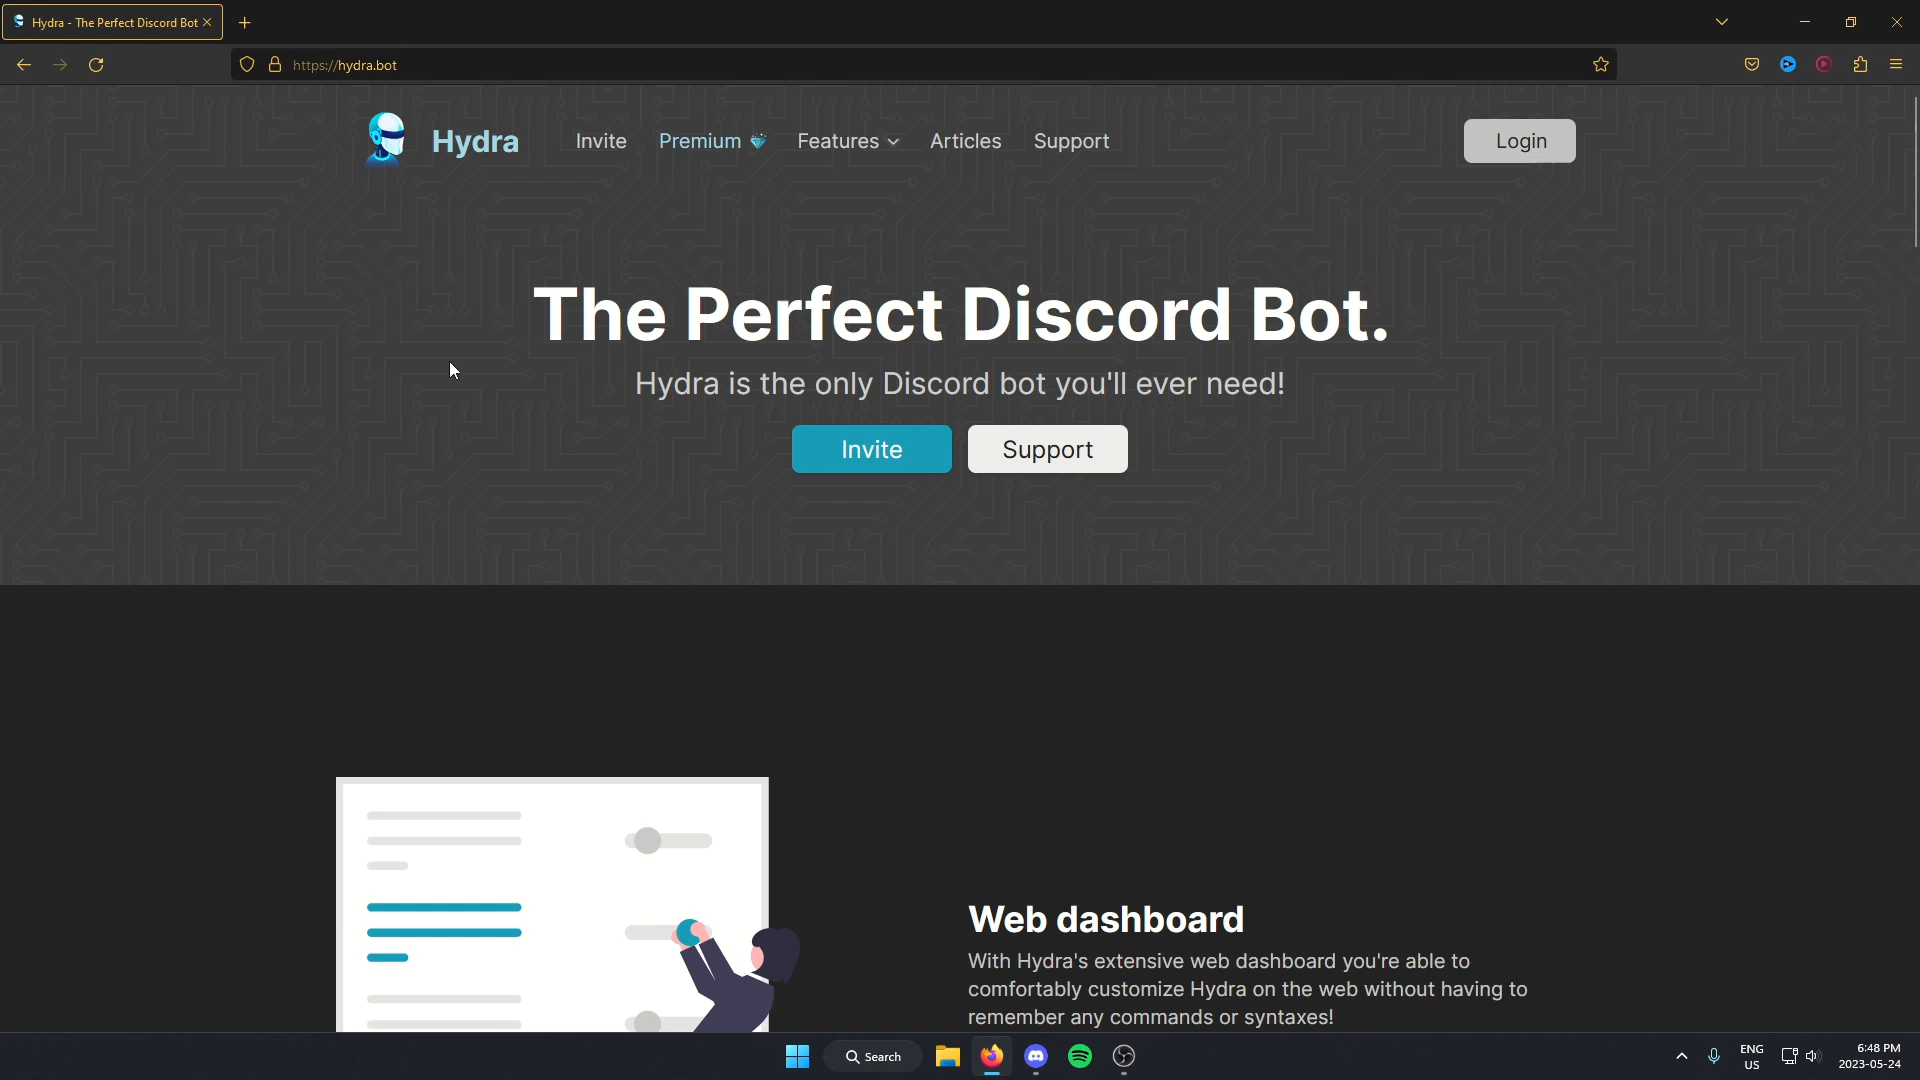 Hydra - The Perfect Discord Bot
https://hydra.bot
Hydra
Invite
Premium
Features
Articles
Support
Login
The Perfect Discord Bot.
Hydra is the only Discord bot you'll ever need!
Invite
Support
Web dashboard
With Hydra's extensive web dashboard you're able to
comfortably customize Hydra on the web without having to
remember any commands or syntaxes!
Search
ENG
US
6:48 PM
2023-05-24